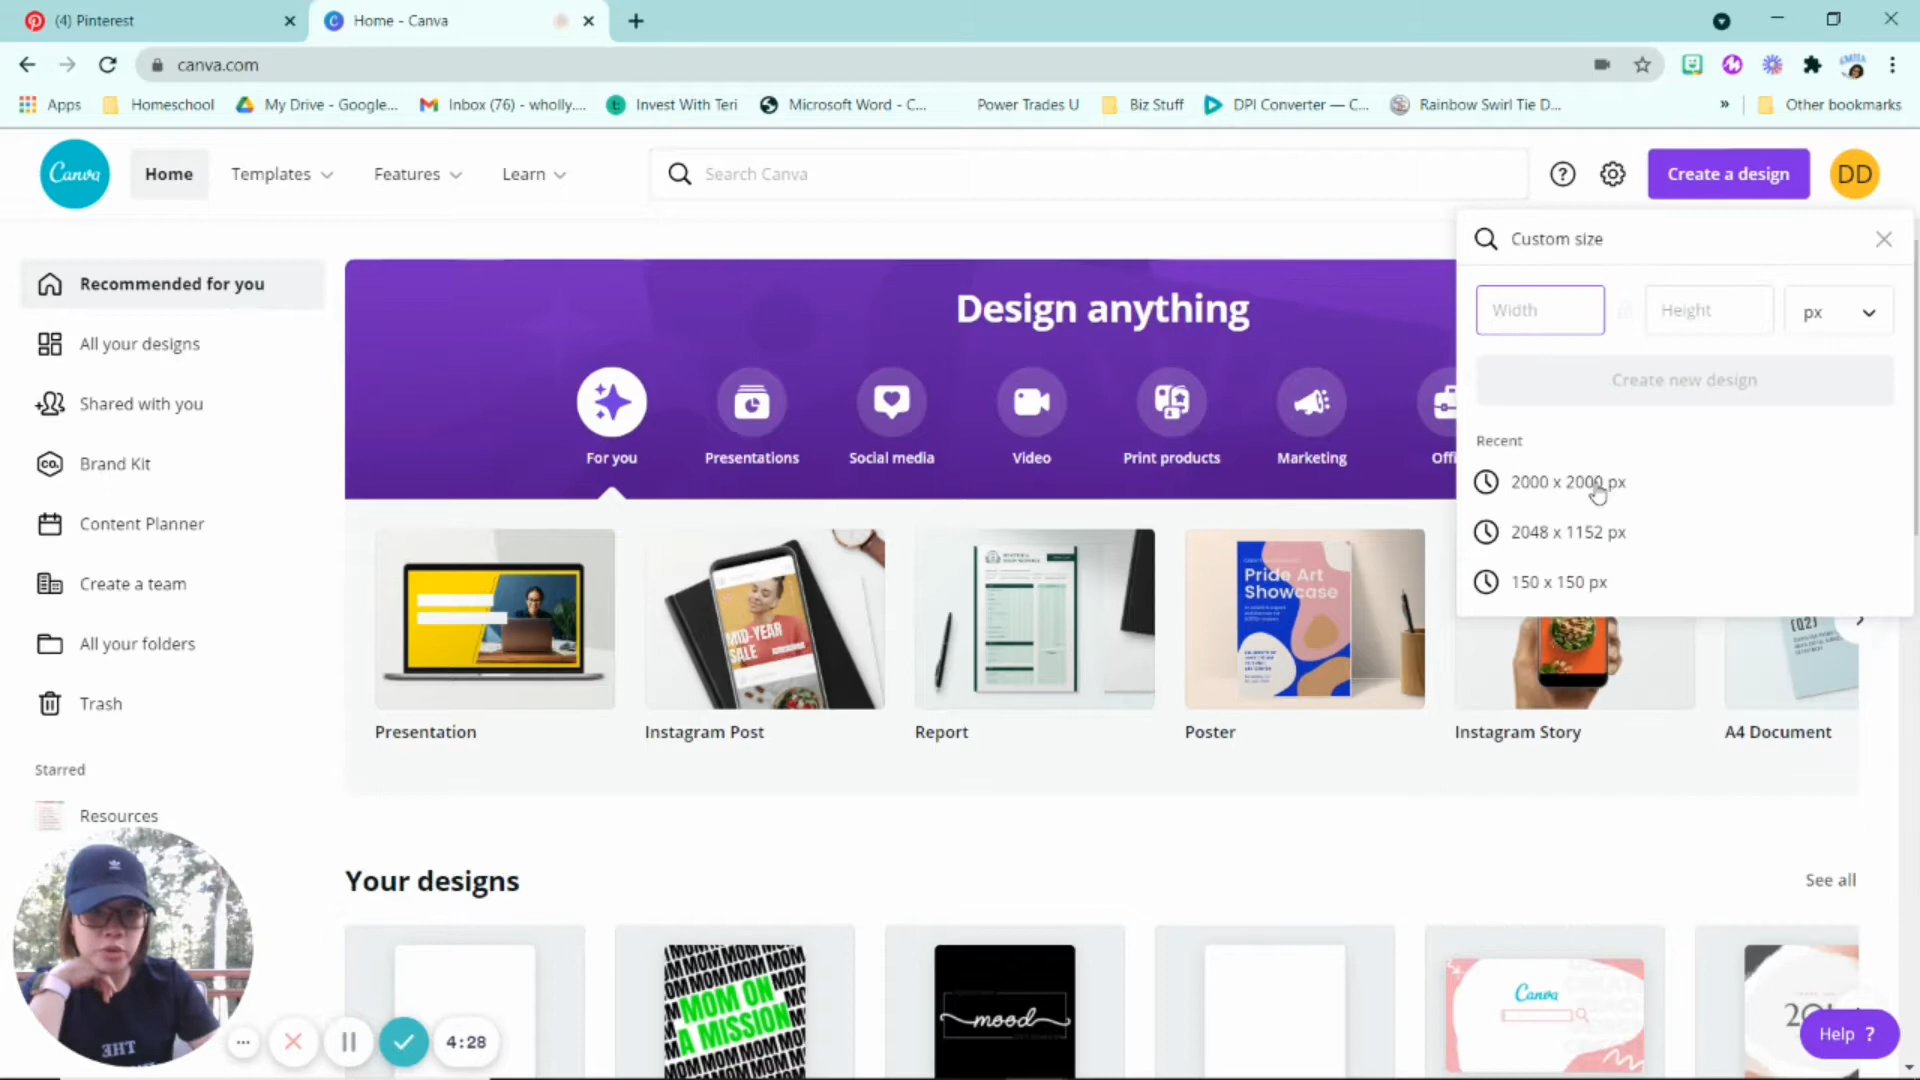 (4) Pinterest
Home - Canva
canva.com
Apps
Homeschool
My Drive - Google...
Inbox (76) - wholly....
Invest With Teri
Microsoft Word - C...
Power Trades U
Biz Stuff
DPI Converter — C...
Rainbow Swirl Tie D...
»
Other bookmarks
Canva
Home
Templates
Features
Learn
Search Canva
Create a design
DD
Custom size
Width
Height
px
Create new design
Recent
2000 x 2000 px
2048 x 1152 px
150 x 150 px
Recommended for you
All your designs
Shared with you
Brand Kit
Content Planner
Create a team
All your folders
Trash
Starred
Resources
Design anything
For you
Presentations
Social media
Video
Print products
Marketing
Offi
MID-YEAR
SALE
Pride Art
Showcase
(Q2)
Presentation
Instagram Post
Report
Poster
Instagram Story
A4 Document
Your designs
See all
MOM MOM MOM
MOM ON
A MISSION
mood
Canva
THE
4:28
Help ?